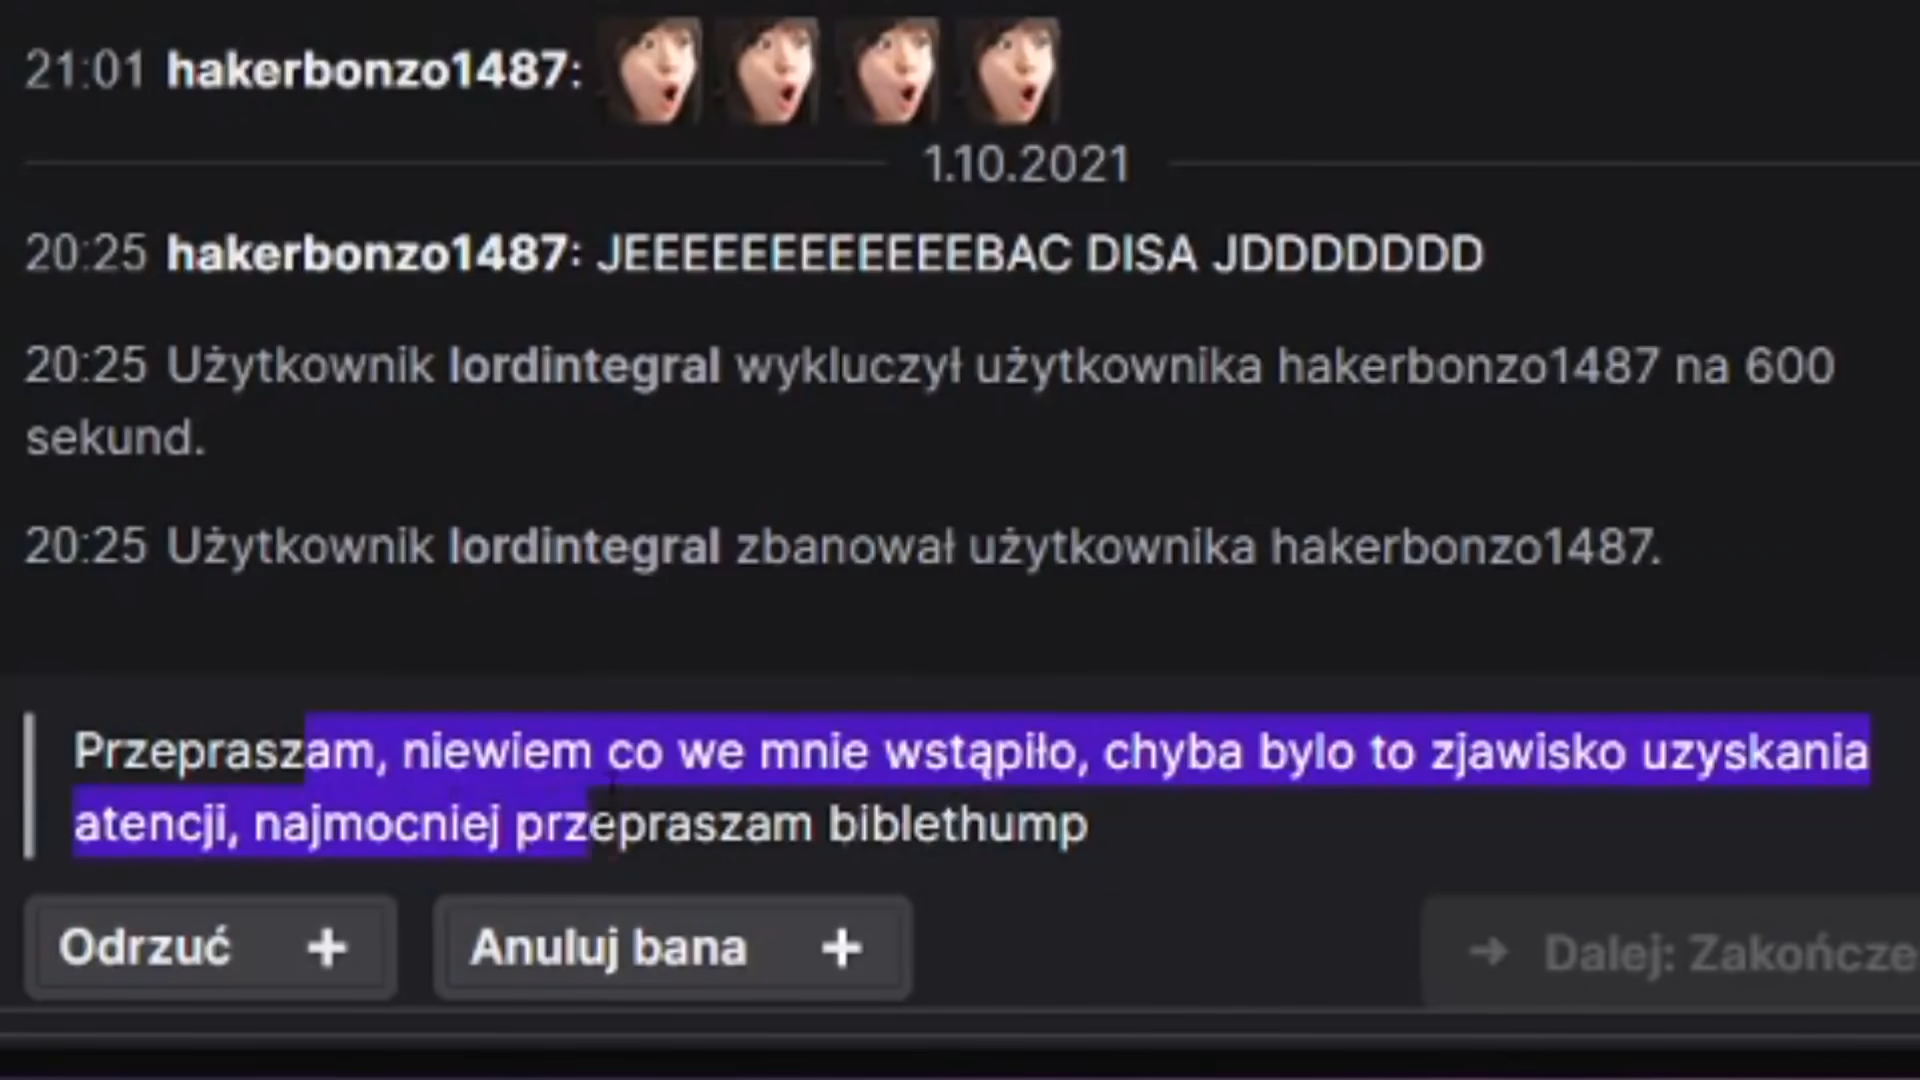 21:01 hakerbonzo1487:
1.10.2021
20:25 hakerbonzo1487: JEEEEEEEEEEEEBAC DISA JDDDDDDD
20:25 Użytkownik lordintegral wykluczył użytkownika hakerbonzo1487 na 600
sekund.
20:25 Użytkownik lordintegral zbanował użytkownika hakerbonzo1487.
Przepraszam, niewiem co we mnie wstąpiło, chyba bylo to zjawisko uzyskania
atencji, najmocniej przepraszam biblethump
Odrzuć + Anuluj bana + → Dalej: Zakończe